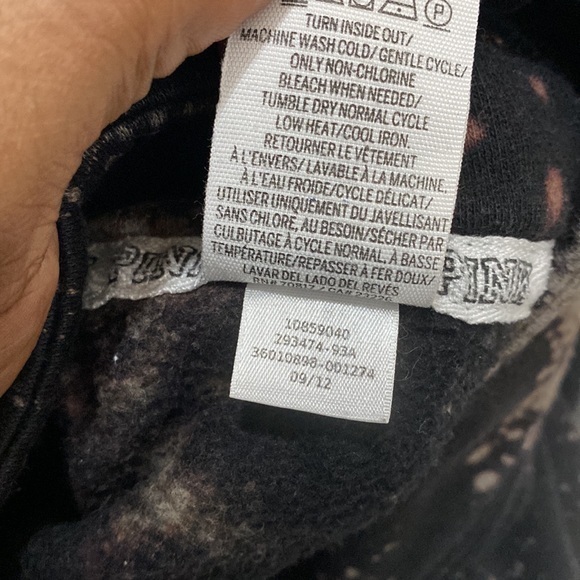 P
TURN INSIDE OUT/
MACHINE WASH COLD/ GENTLE CYCLE/
ONLY NON-CHLORINE
BLEACH WHEN NEEDED/
TUMBLE DRY NORMAL CYCLE
LOW HEAT/COOL IRON.
RETOURNER LE VÊTEMENT
À L'ENVERS/ LAVABLE À LA MACHINE.
À L'EAU FROIDE/CYCLE DÉLICAT/
UTILISER UNIQUEMENT DU JAVELLISANT
SANS CHLORE, AU BESOIN/SÉCHER PAR
CULBUTAGE À CYCLE NORMAL, À BASSE
TEMPÉRATURE/REPASSER À FER DOUX/
LAVAR DEL LADO DEL REVÉS
PINK
PINK
10859040
293474-93A
36010898-001274
09/12